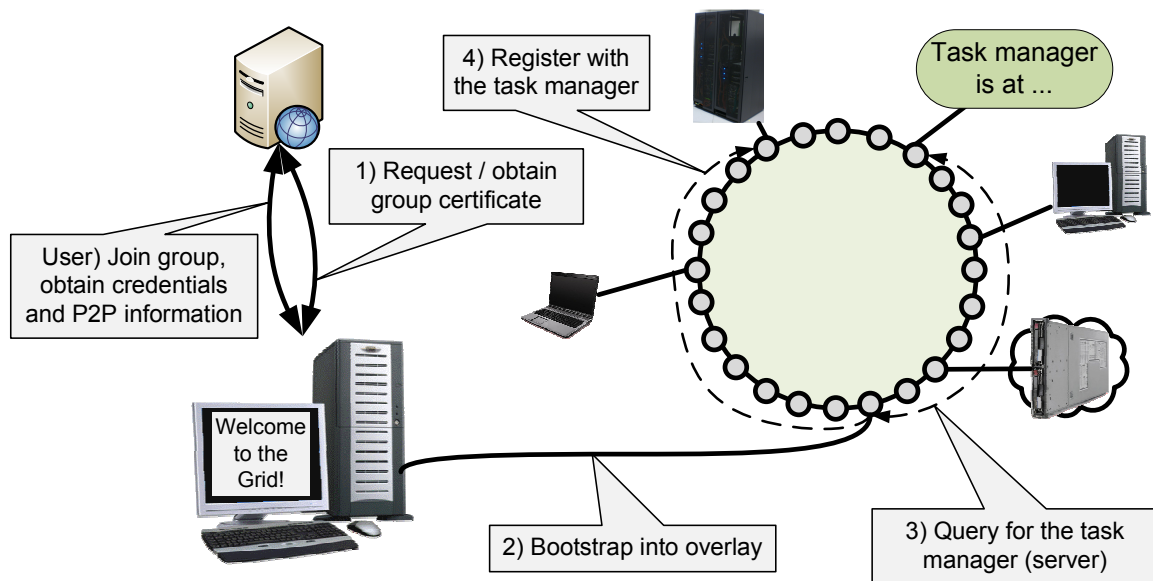 4) Register with
the task manager
Task manager
is at ...
1) Request / obtain
group certificate
User) Join group,
obtain credentials
and P2P information
Welcome
to the
Grid!
2) Bootstrap into overlay
3) Query for the task
manager (server)